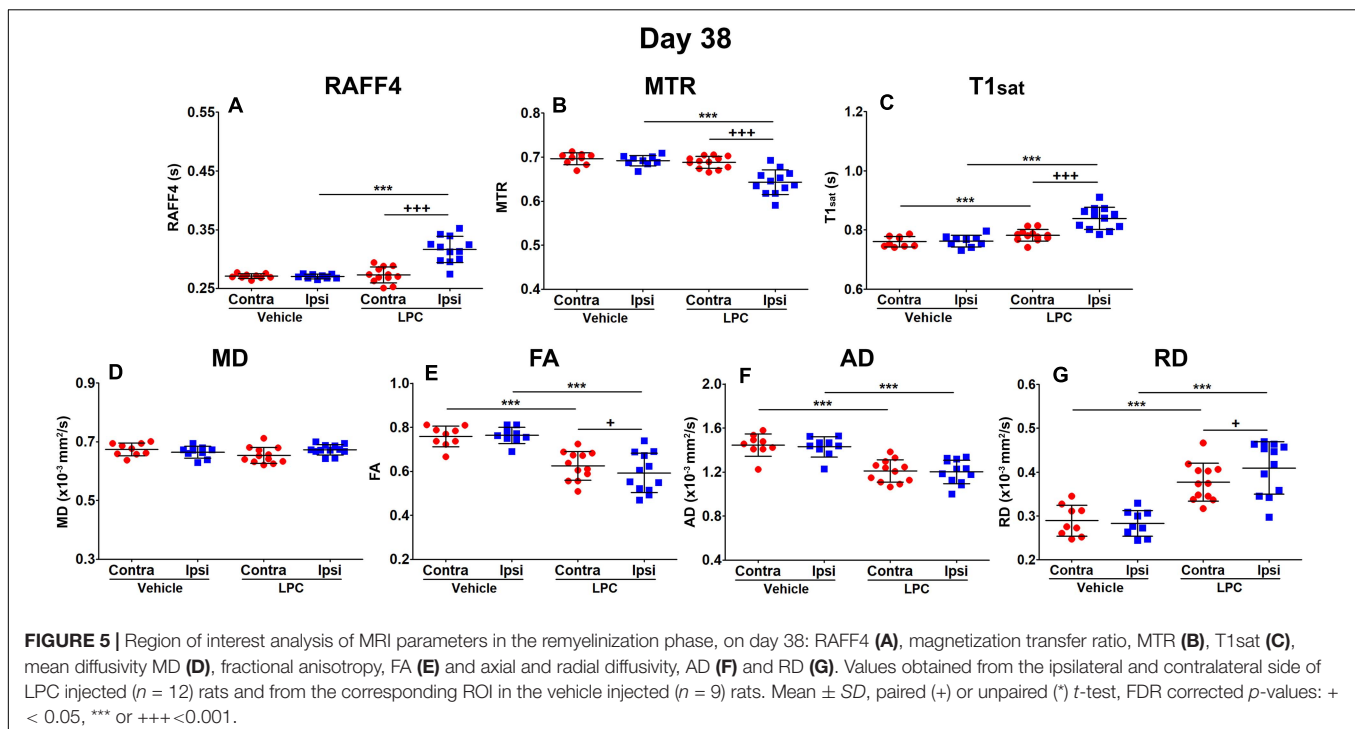 Day 38
RAFF4
MTR
T1sat
A
0.55
0.45
0.35
0.25
RAFF4 (s)
***
+++
Contra Ipsi Contra Ipsi
Vehicle LPC
B
0.8
0.7
0.6
0.5
0.4
MTR
***
+++
Contra Ipsi Contra Ipsi
Vehicle LPC
C
1.2
1.0
0.8
0.6
T1sat (s)
***
+++
***
Contra Ipsi Contra Ipsi
Vehicle LPC
MD
FA
AD
RD
D
0.9
0.7
0.5
0.3
MD (x10-3 mm2/s)
Contra Ipsi Contra Ipsi
Vehicle LPC
E
1.0
0.8
0.6
0.4
0.2
FA
***
***
+
Contra Ipsi Contra Ipsi
Vehicle LPC
F
2.0
1.6
1.2
0.8
0.4
AD (x10-3 mm2/s)
***
***
Contra Ipsi Contra Ipsi
Vehicle LPC
G
0.6
0.5
0.4
0.3
0.2
RD (x10-3 mm2/s)
***
***
+
Contra Ipsi Contra Ipsi
Vehicle LPC
FIGURE 5 | Region of interest analysis of MRI parameters in the remyelinization phase, on day 38: RAFF4 (A), magnetization transfer ratio, MTR (B), T1sat (C),
mean diffusivity MD (D), fractional anisotropy, FA (E) and axial and radial diffusivity, AD (F) and RD (G). Values obtained from the ipsilateral and contralateral side of
LPC injected (n = 12) rats and from the corresponding ROI in the vehicle injected (n = 9) rats. Mean ± SD, paired (+) or unpaired (*) t-test, FDR corrected p-values: +
< 0.05, *** or +++<0.001.